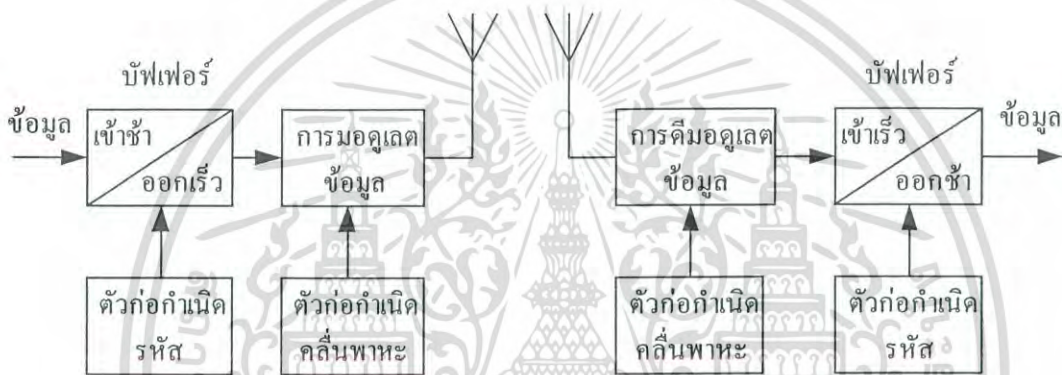 บัฟเฟอร์
บัฟเฟอร์
ข้อมูล
เข้าช้า
ออกเร็ว
การมอดูเลต
ข้อมูล
การดีมอดูเลต
ข้อมูล
เข้าเร็ว
ออกช้า
ข้อมูล
ตัวก่อกำเนิด
รหัส
ตัวก่อกำเนิด
คลื่นพาหะ
ตัวก่อกำเนิด
คลื่นพาหะ
ตัวก่อกำเนิด
รหัส